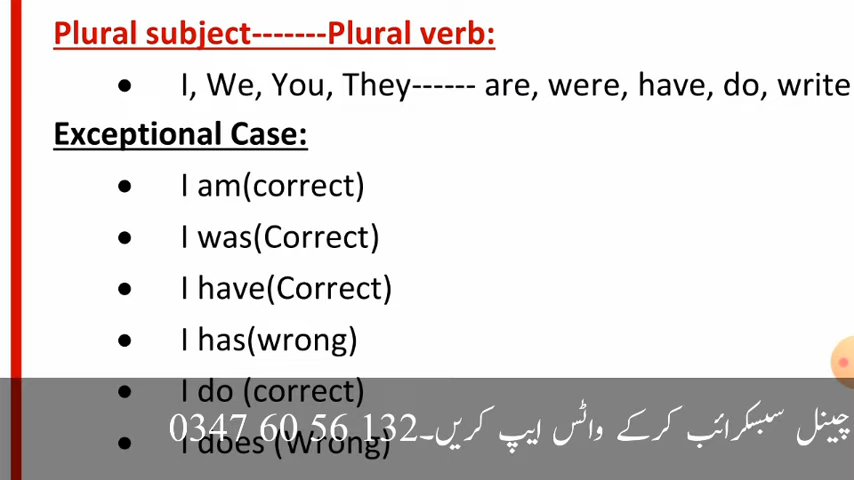 Plural subject-------Plural verb:
• I, We, You, They------ are, were, have, do, write
Exceptional Case:
• I am(correct)
• I was(Correct)
• I have(Correct)
• I has(wrong)
• I do (correct)
• I does (Wrong)
چینل سبسکرائب کرکے واٹس ایپ کریں۔0347 60 56 132